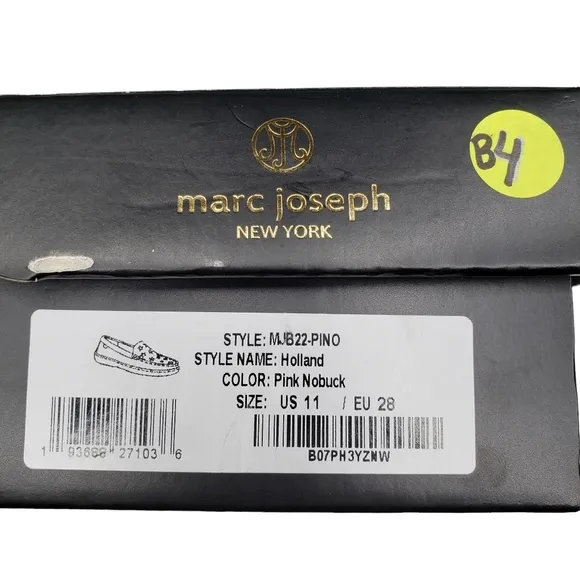 B4
marc joseph
NEW YORK
STYLE: MJB22-PINO
STYLE NAME: Holland
COLOR: Pink Nobuck
SIZE: US 11 / EU 28
1 93688 27103 6
B07PH3YZNW